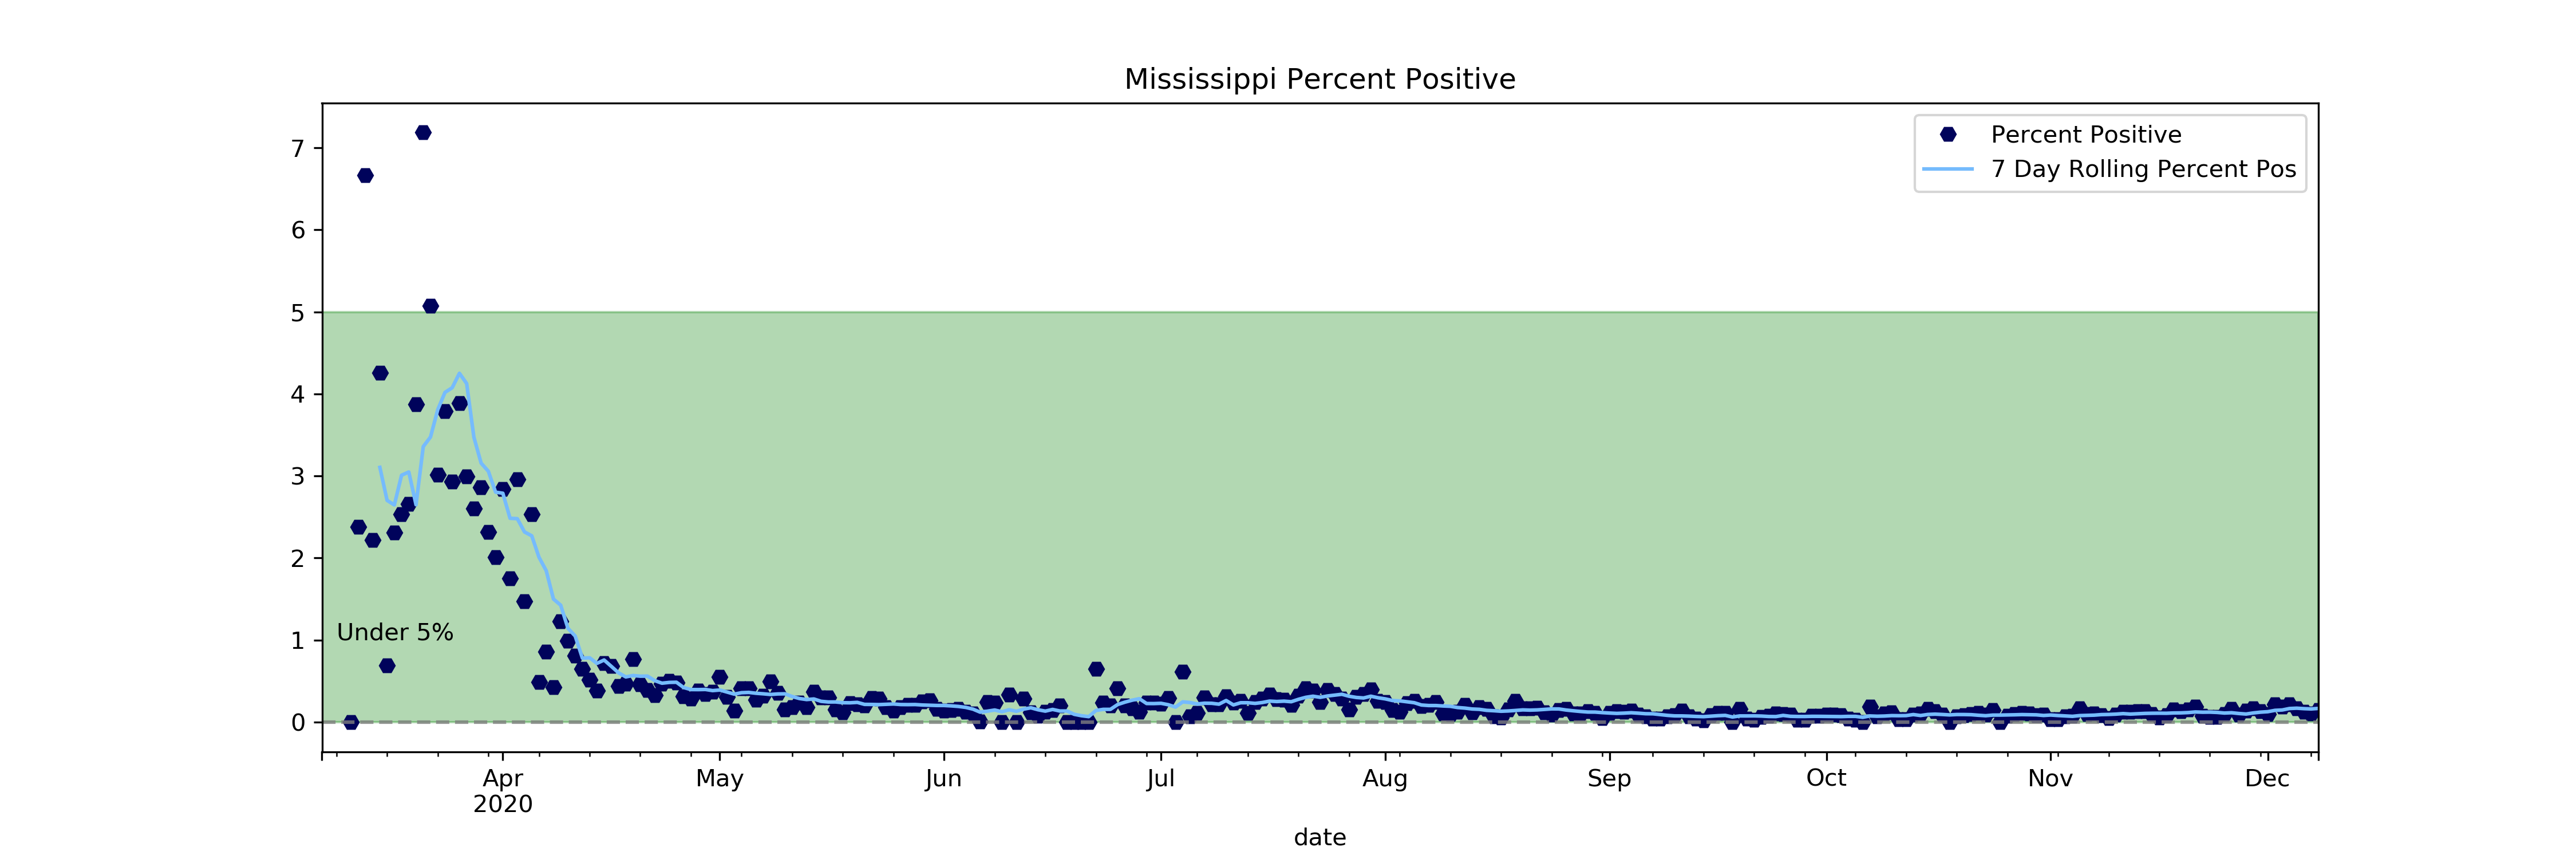 Mississippi Percent Positive
Percent Positive
7 Day Rolling Percent Pos
7
6
5
4
3
2
1
0
Under 5%
Apr May Jun Jul Aug Sep Oct Nov Dec
2020
date